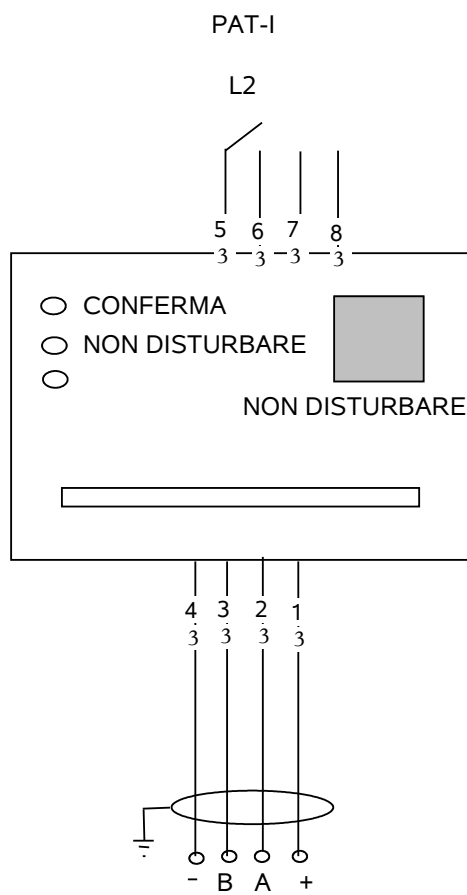 PAT-I
L2
5 6 7 8
3 3 3 3
CONFERMA
NON DISTURBARE
NON DISTURBARE
4 3 2 1
3 3 3 3
- B A +